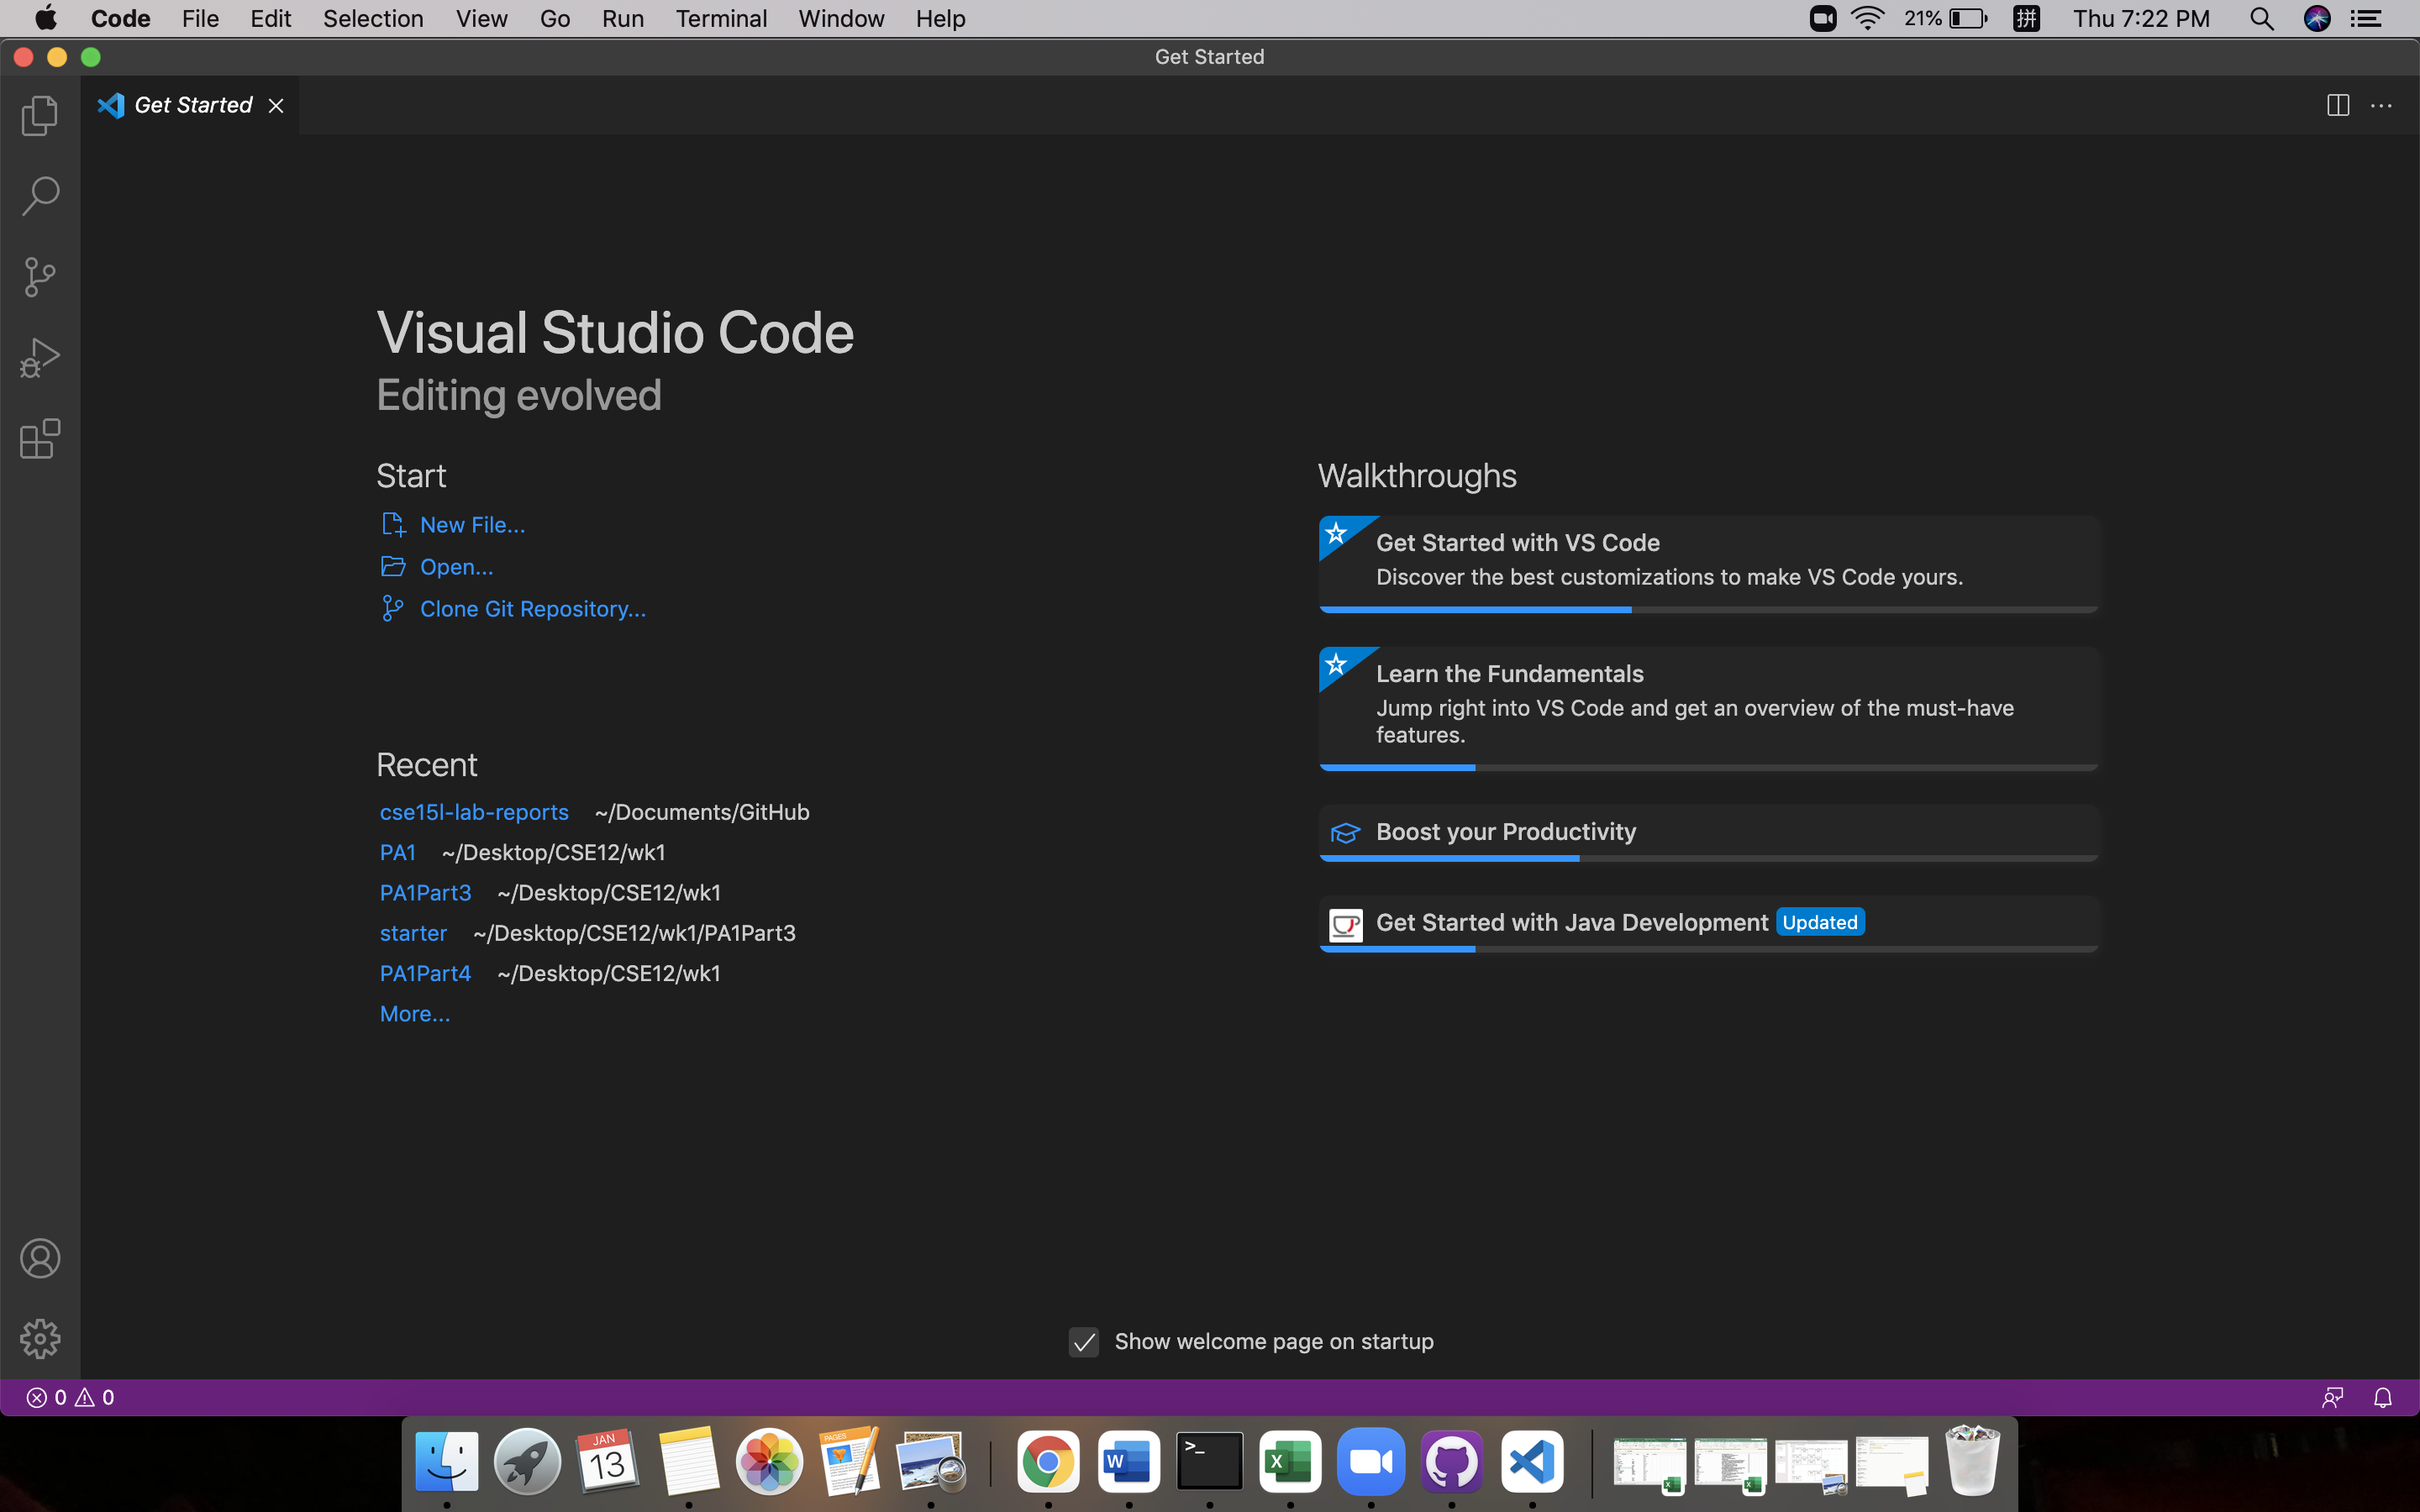 Code File Edit Selection View Go Run Terminal Window Help 21% 拼 Thu 7:22 PM
Get Started
Get Started
Visual Studio Code
Editing evolved
Start
New File...
Open...
Clone Git Repository...
Recent
cse15l-lab-reports ~/Documents/GitHub
PA1 ~/Desktop/CSE12/wk1
PA1Part3 ~/Desktop/CSE12/wk1
starter ~/Desktop/CSE12/wk1/PA1Part3
PA1Part4 ~/Desktop/CSE12/wk1
More...
Walkthroughs
Get Started with VS Code
Discover the best customizations to make VS Code yours.
Learn the Fundamentals
Jump right into VS Code and get an overview of the must-have
features.
Boost your Productivity
Get Started with Java Development Updated
Show welcome page on startup
0 0
JAN
13
PAGES
W
>_
X